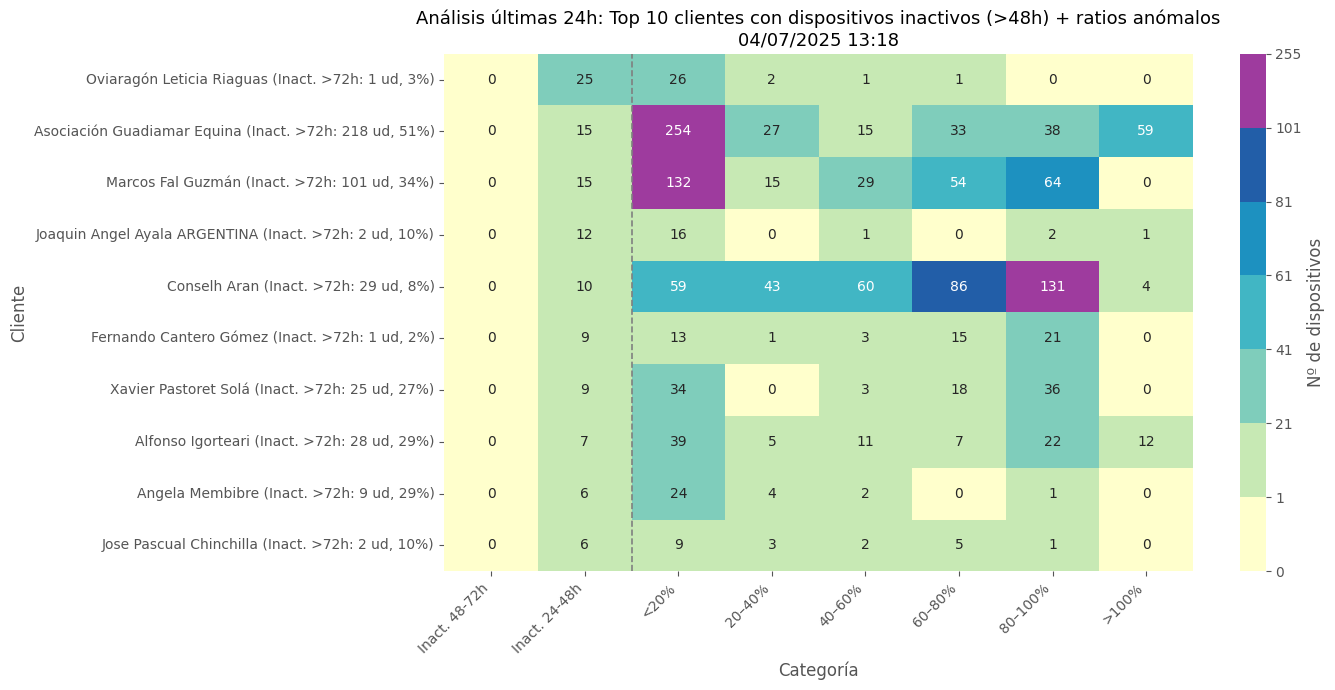 Análisis últimas 24h: Top 10 clientes con dispositivos inactivos (>48h) + ratios anómalos
04/07/2025 13:18
Cliente
Oviaragón Leticia Riaguas (Inact. >72h: 1 ud, 3%) 0 25 26 2 1 1 0 0
Asociación Guadiamar Equina (Inact. >72h: 218 ud, 51%) 0 15 254 27 15 33 38 59
Marcos Fal Guzmán (Inact. >72h: 101 ud, 34%) 0 15 132 15 29 54 64 0
Joaquin Angel Ayala ARGENTINA (Inact. >72h: 2 ud, 10%) 0 12 16 0 1 0 2 1
Conselh Aran (Inact. >72h: 29 ud, 8%) 0 10 59 43 60 86 131 4
Fernando Cantero Gómez (Inact. >72h: 1 ud, 2%) 0 9 13 1 3 15 21 0
Xavier Pastoret Solá (Inact. >72h: 25 ud, 27%) 0 9 34 0 3 18 36 0
Alfonso Igorteari (Inact. >72h: 28 ud, 29%) 0 7 39 5 11 7 22 12
Angela Membibre (Inact. >72h: 9 ud, 29%) 0 6 24 4 2 0 1 0
Jose Pascual Chinchilla (Inact. >72h: 2 ud, 10%) 0 6 9 3 2 5 1 0
Inact. 48-72h Inact. 24-48h <20% 20–40% 40–60% 60–80% 80–100% >100%
Categoría
255
101
81
61
41
21
1
0
Nº de dispositivos